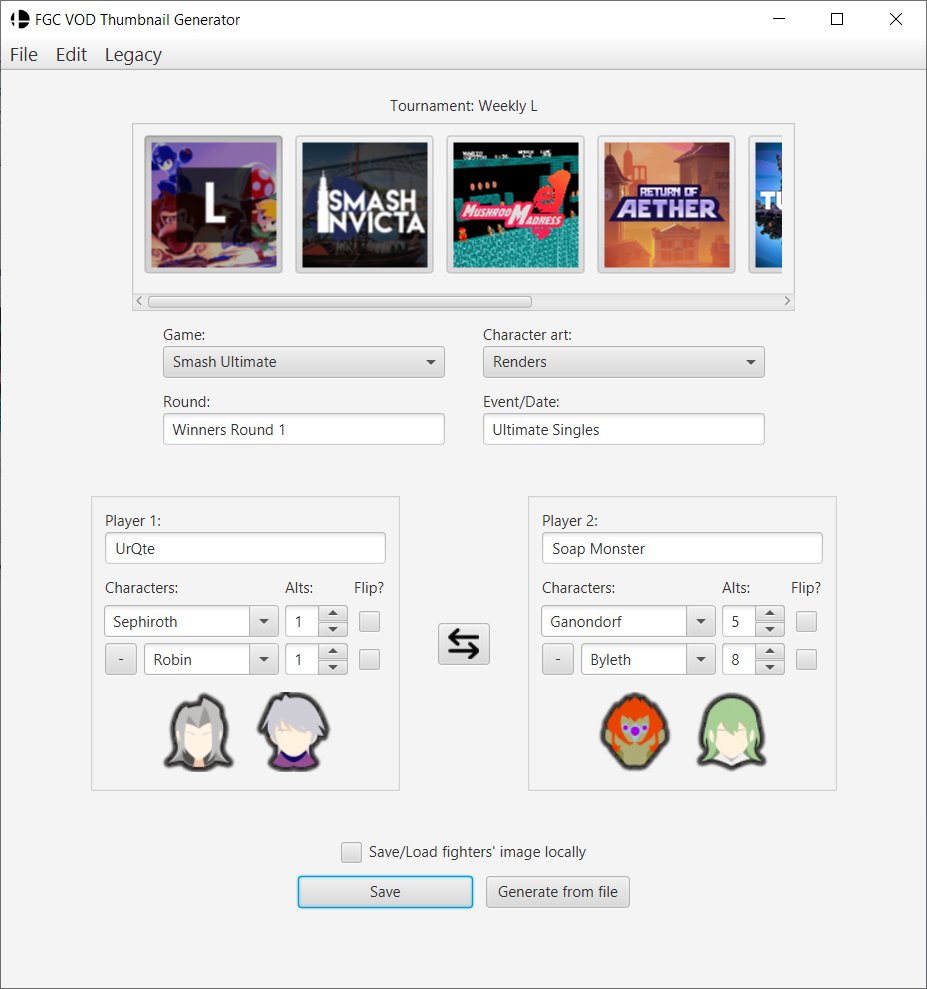 FGC VOD Thumbnail Generator
File Edit Legacy
Tournament: Weekly L
L
SMASH
INVICTA
MUSHROOM MADNESS
RETURN OF
AETHER
Game: Character art:
Smash Ultimate Renders
Round: Event/Date:
Winners Round 1 Ultimate Singles
Player 1: Player 2:
UrQte Soap Monster
Characters: Alts: Flip? Characters: Alts: Flip?
Sephiroth 1 Ganondorf 5
- Robin 1 - Byleth 8
Save/Load fighters' image locally
Save Generate from file